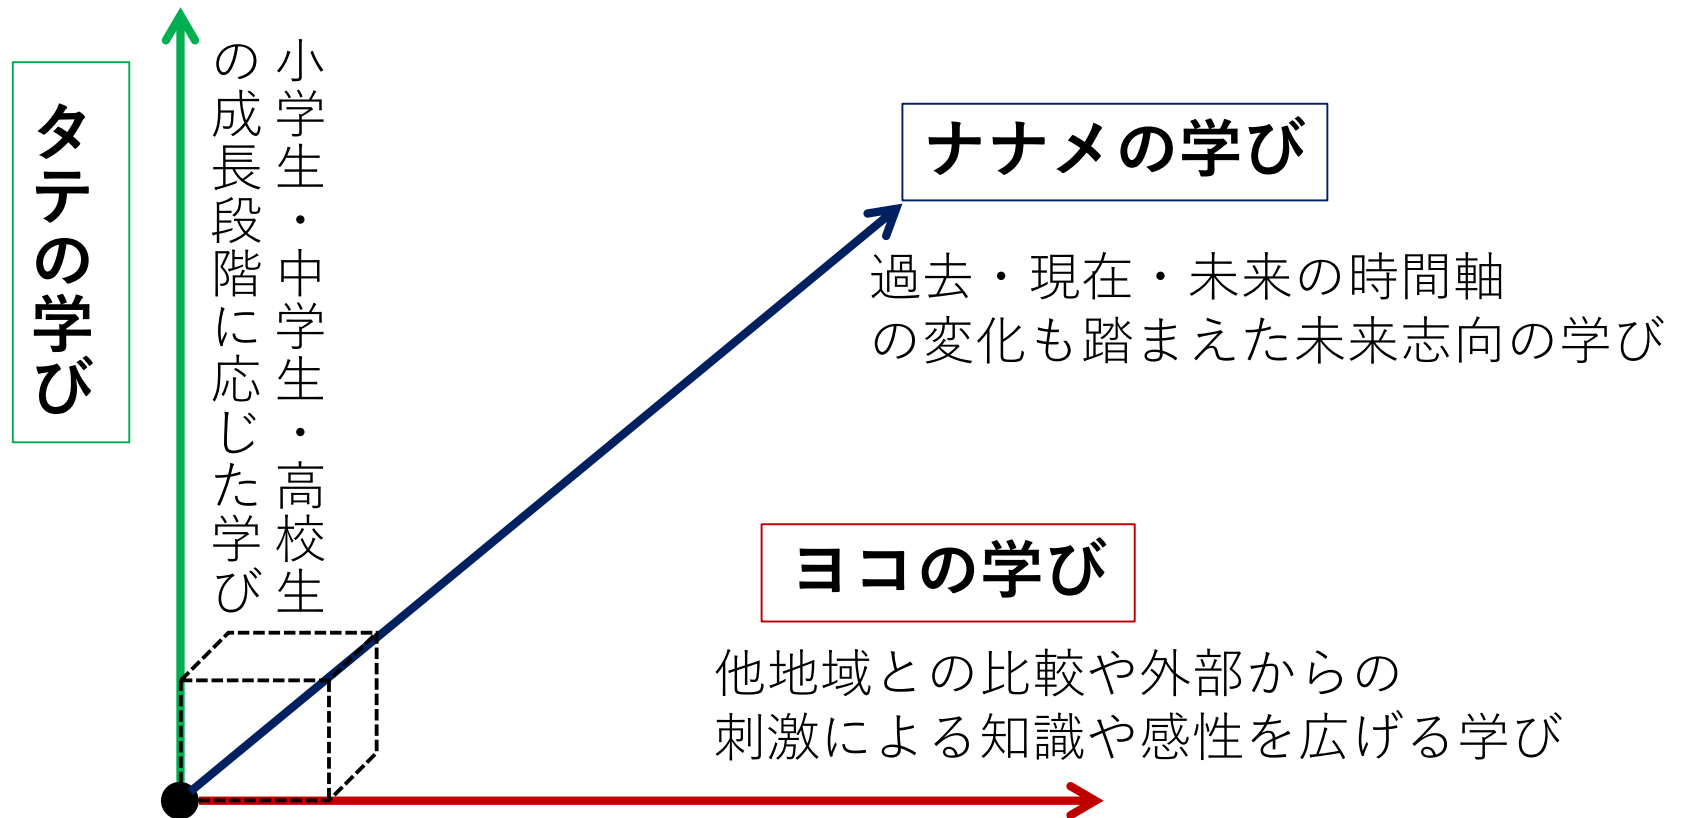 タテの学び
小学生・中学生・高校生
の成長段階に応じた学び
ナナメの学び
過去・現在・未来の時間軸
の変化も踏まえた未来志向の学び
ヨコの学び
他地域との比較や外部からの
刺激による知識や感性を広げる学び